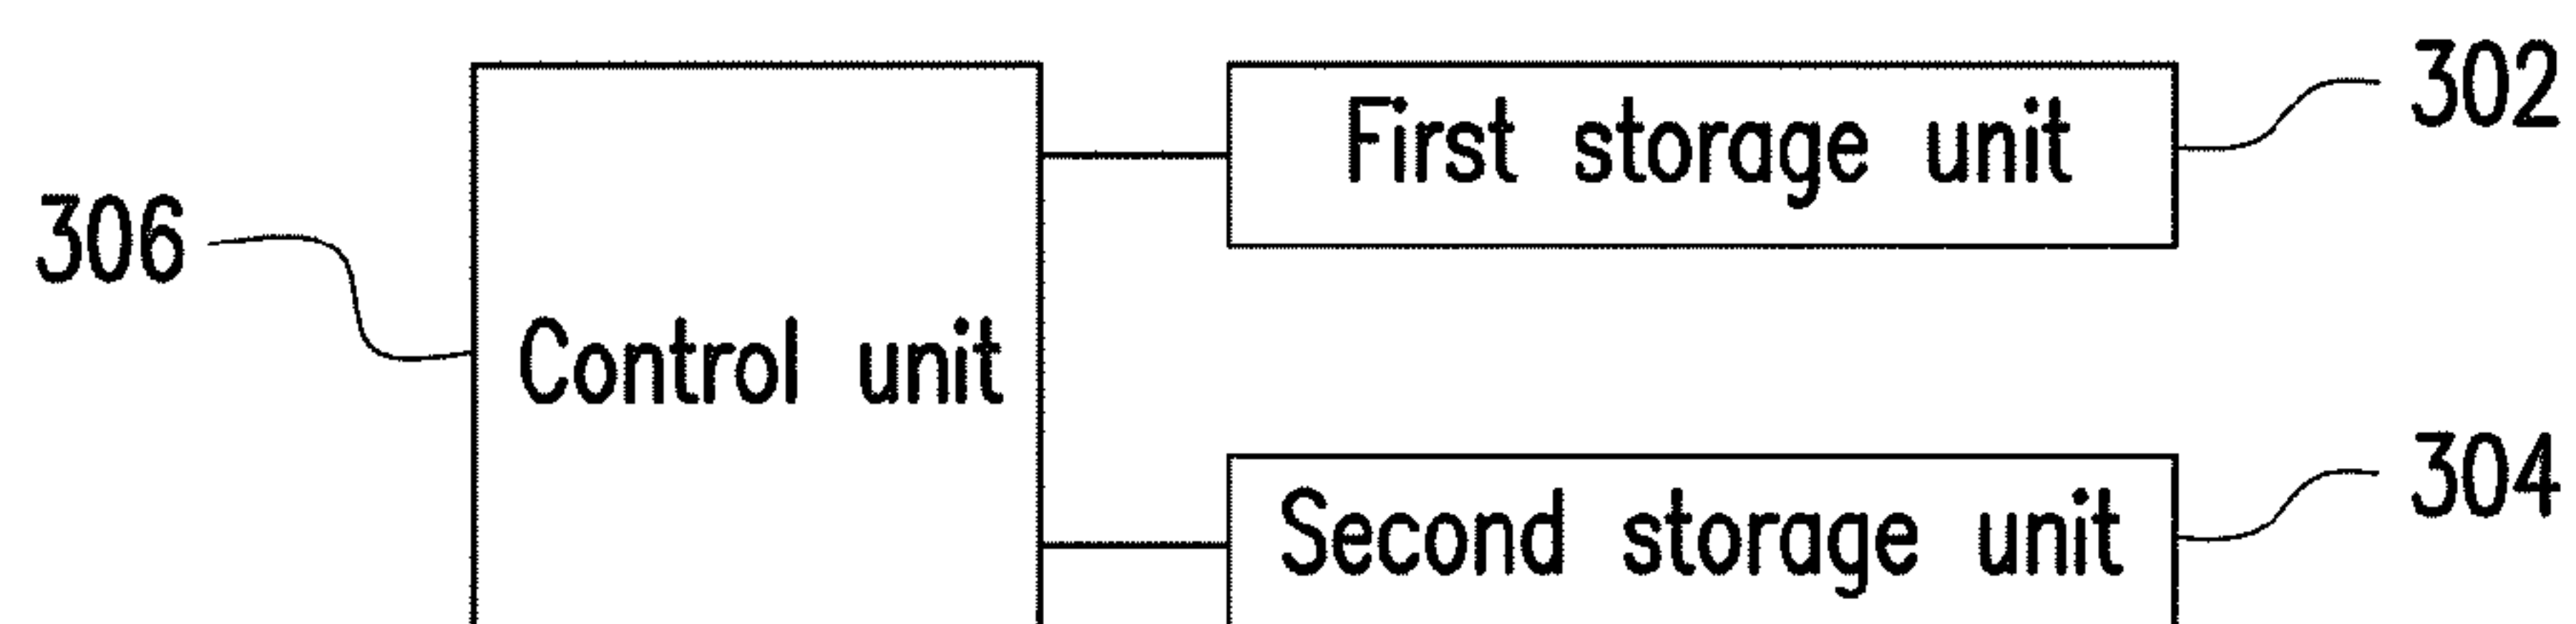 First storage unit
302
306
Control unit
Second storage unit
304